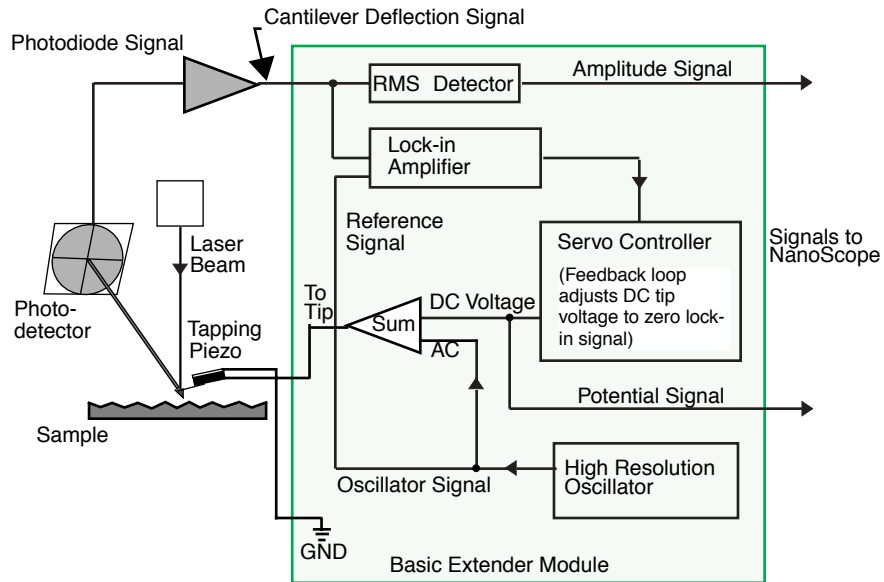 Cantilever Deflection Signal
Photodiode Signal
Amplitude Signal
RMS Detector
Lock-in
Amplifier
Reference
Signal
Laser
Beam
Servo Controller
(Feedback loop
adjusts DC tip
voltage to zero lock-
in signal)
Signals to
NanoScope
Photo-
detector
To
Tip
DC Voltage
Sum
AC
Tapping
Piezo
Potential Signal
Sample
High Resolution
Oscillator
Oscillator Signal
GND
Basic Extender Module